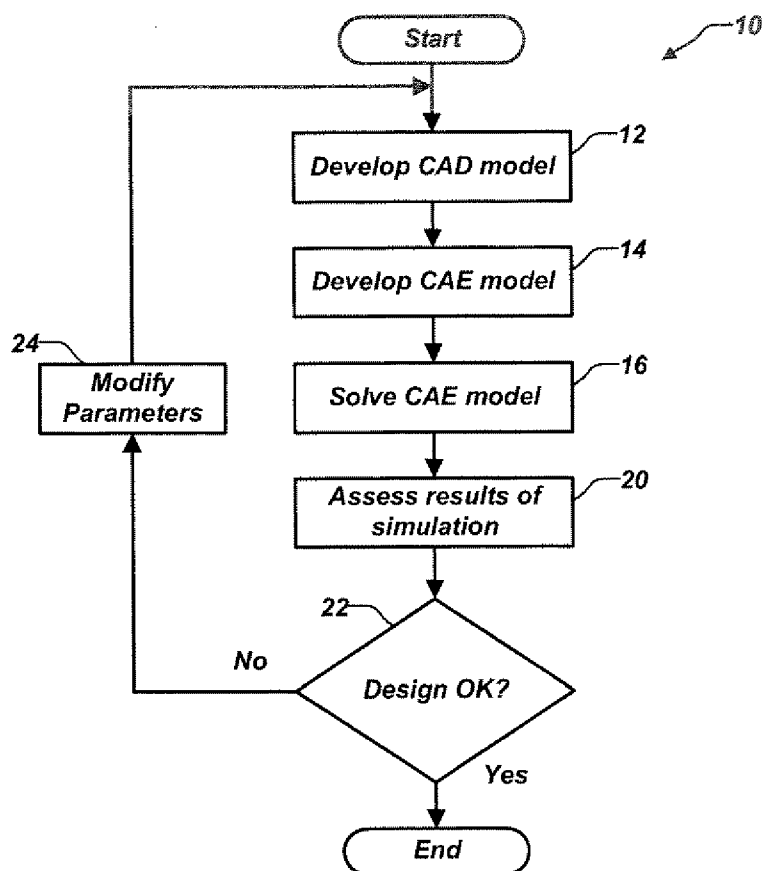 Start
10
Develop CAD model
12
Develop CAE model
14
24
Modify
Parameters
Solve CAE model
16
Assess results of
simulation
20
22
No
Design OK?
Yes
End